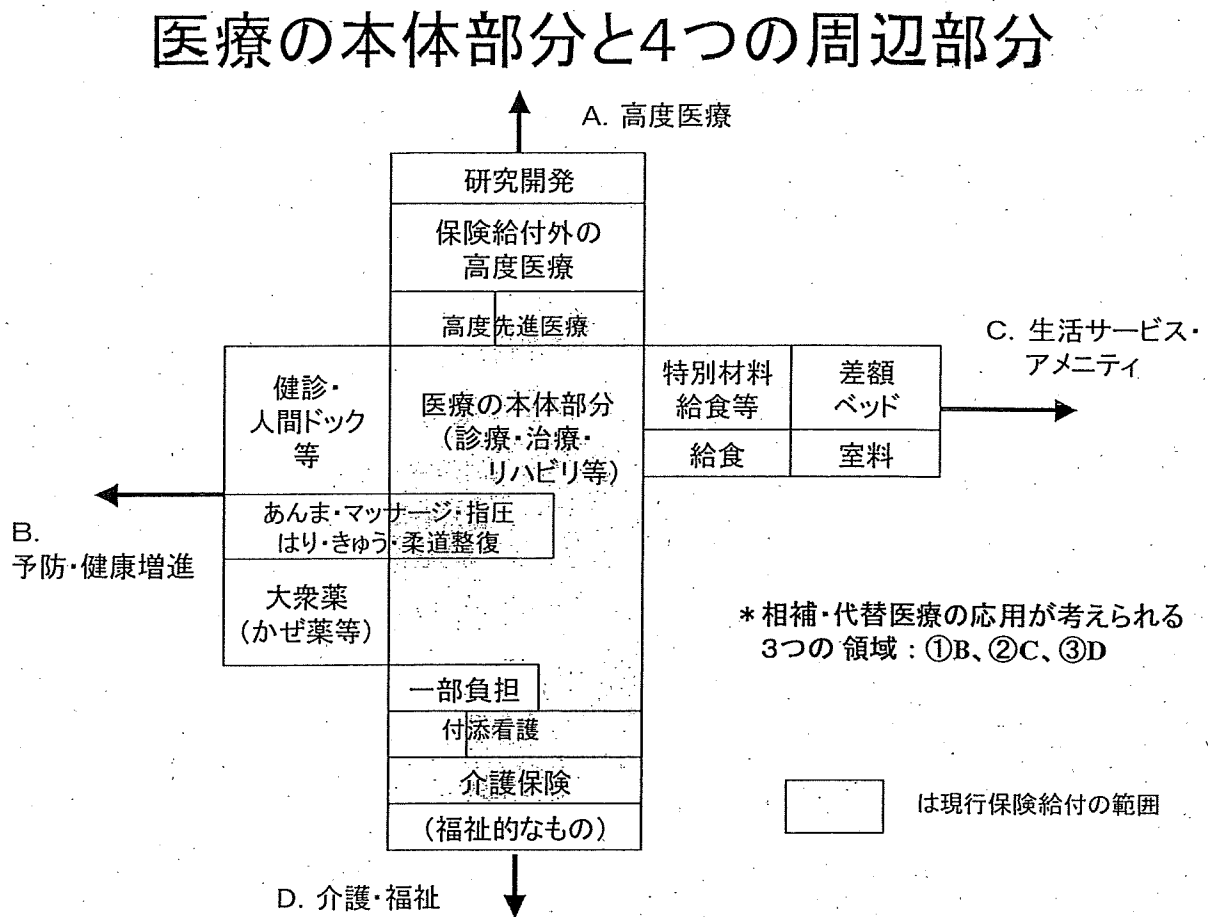 医療の本体部分と4つの周辺部分
A. 高度医療
研究開発
保険給付外の
高度医療
高度先進医療
C. 生活サービス・
アメニティ
健診・
人間ドック
等
医療の本体部分
(診療・治療・
リハビリ等)
特別材料
給食等
差額
ベッド
給食
室料
B.
予防・健康増進
あんま・マッサージ・指圧
はり・きゅう・柔道整復
大衆薬
(かぜ薬等)
*相補・代替医療の応用が考えられる
3つの 領域 : ①B、②C、③D
一部負担
付添看護
介護保険
(福祉的なもの)
は現行保険給付の範囲
D. 介護・福祉